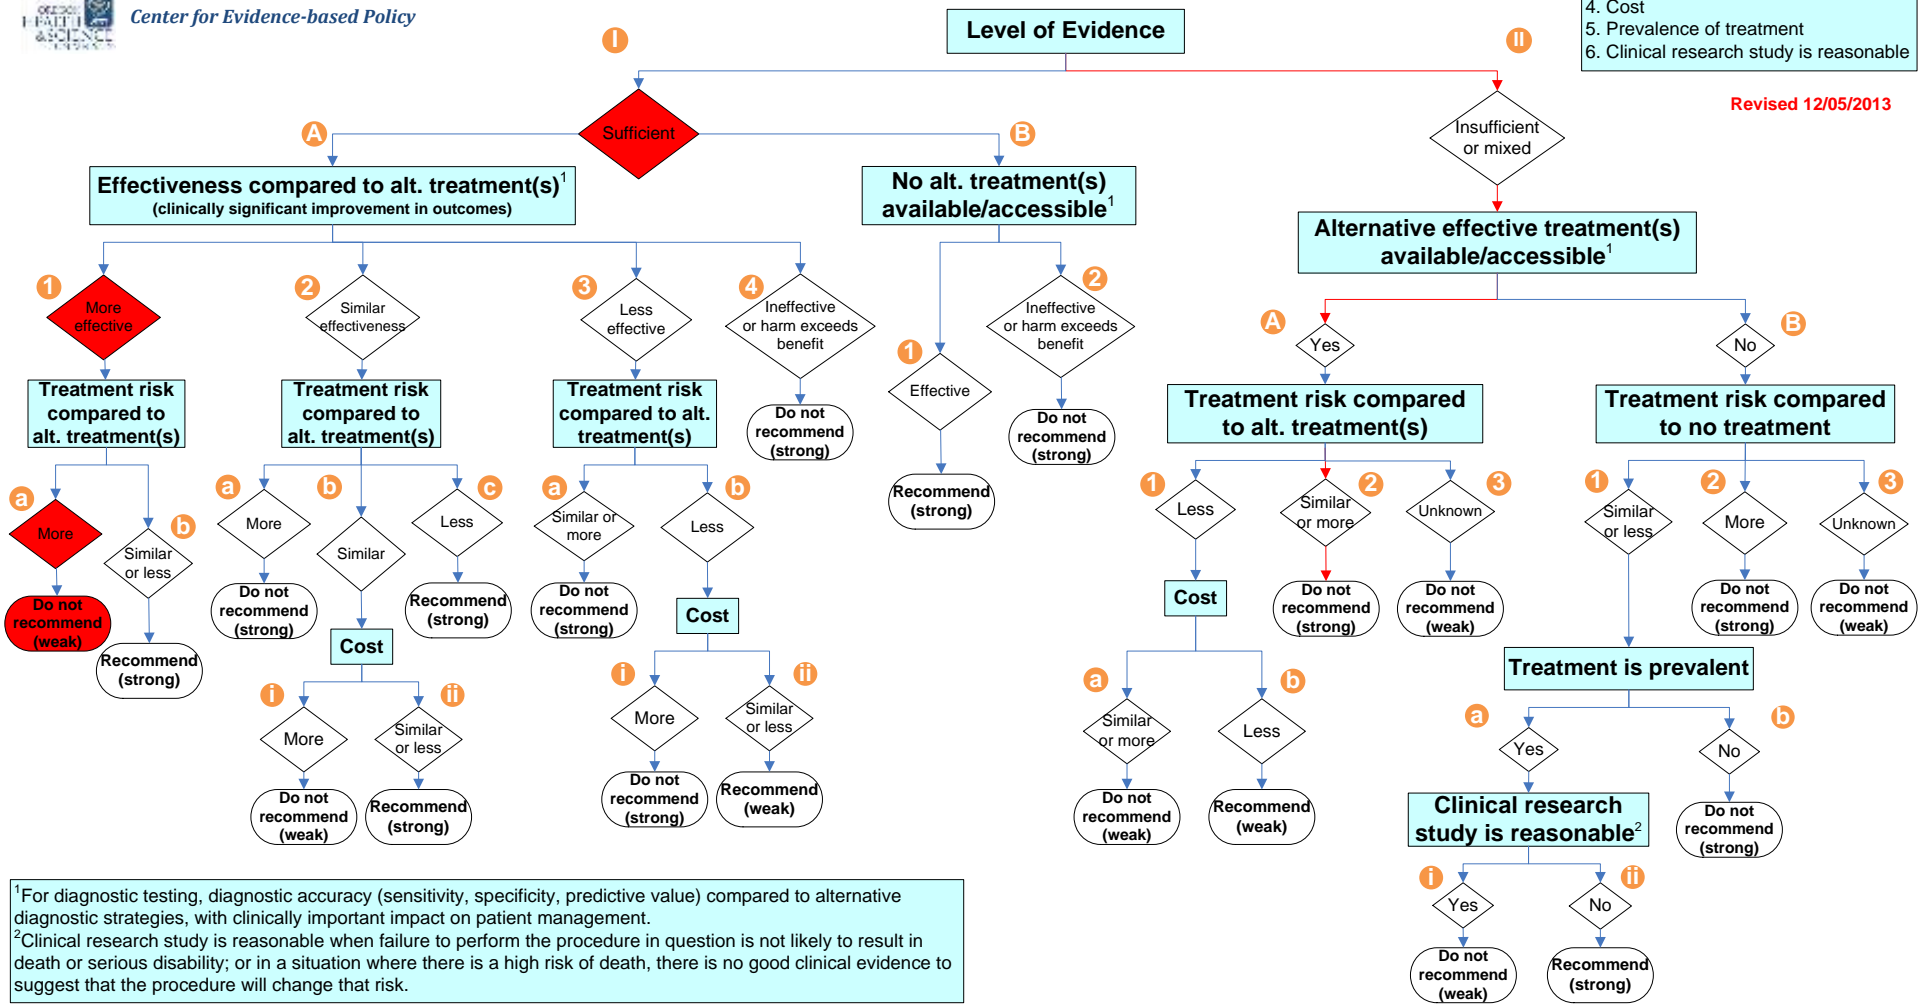 OREGON
HEALTH
& SCIENCE
UNIVERSITY
Center for Evidence-based Policy
4. Cost
5. Prevalence of treatment
6. Clinical research study is reasonable
Revised 12/05/2013
Level of Evidence
I
II
Sufficient
Insufficient
or mixed
A
B
Effectiveness compared to alt. treatment(s)1
(clinically significant improvement in outcomes)
No alt. treatment(s)
available/accessible1
Alternative effective treatment(s)
available/accessible1
1
More
effective
2
Similar
effectiveness
3
Less
effective
4
Ineffective
or harm exceeds
benefit
1
Effective
2
Ineffective
or harm exceeds
benefit
A
Yes
B
No
Treatment risk
compared to
alt. treatment(s)
Treatment risk
compared to
alt. treatment(s)
Treatment risk
compared to alt.
treatment(s)
Do not
recommend
(strong)
Recommend
(strong)
Do not
recommend
(strong)
Treatment risk compared
to alt. treatment(s)
Treatment risk compared
to no treatment
a
More
b
Similar
or less
a
More
b
Similar
c
Less
a
Similar or
more
b
Less
1
Less
2
Similar
or more
3
Unknown
1
Similar
or less
2
More
3
Unknown
Do not
recommend
(weak)
Recommend
(strong)
Do not
recommend
(strong)
Cost
Recommend
(strong)
Do not
recommend
(strong)
Cost
Cost
Do not
recommend
(strong)
Do not
recommend
(weak)
Treatment is prevalent
Do not
recommend
(strong)
Do not
recommend
(weak)
i
More
ii
Similar
or less
i
More
ii
Similar
or less
a
Similar
or more
b
Less
a
Yes
b
No
Do not
recommend
(weak)
Recommend
(strong)
Do not
recommend
(strong)
Recommend
(weak)
Do not
recommend
(weak)
Recommend
(weak)
Clinical research
study is reasonable2
Do not
recommend
(strong)
i
Yes
ii
No
Do not
recommend
(weak)
Recommend
(strong)
1For diagnostic testing, diagnostic accuracy (sensitivity, specificity, predictive value) compared to alternative
diagnostic strategies, with clinically important impact on patient management.
2Clinical research study is reasonable when failure to perform the procedure in question is not likely to result in
death or serious disability; or in a situation where there is a high risk of death, there is no good clinical evidence to
suggest that the procedure will change that risk.